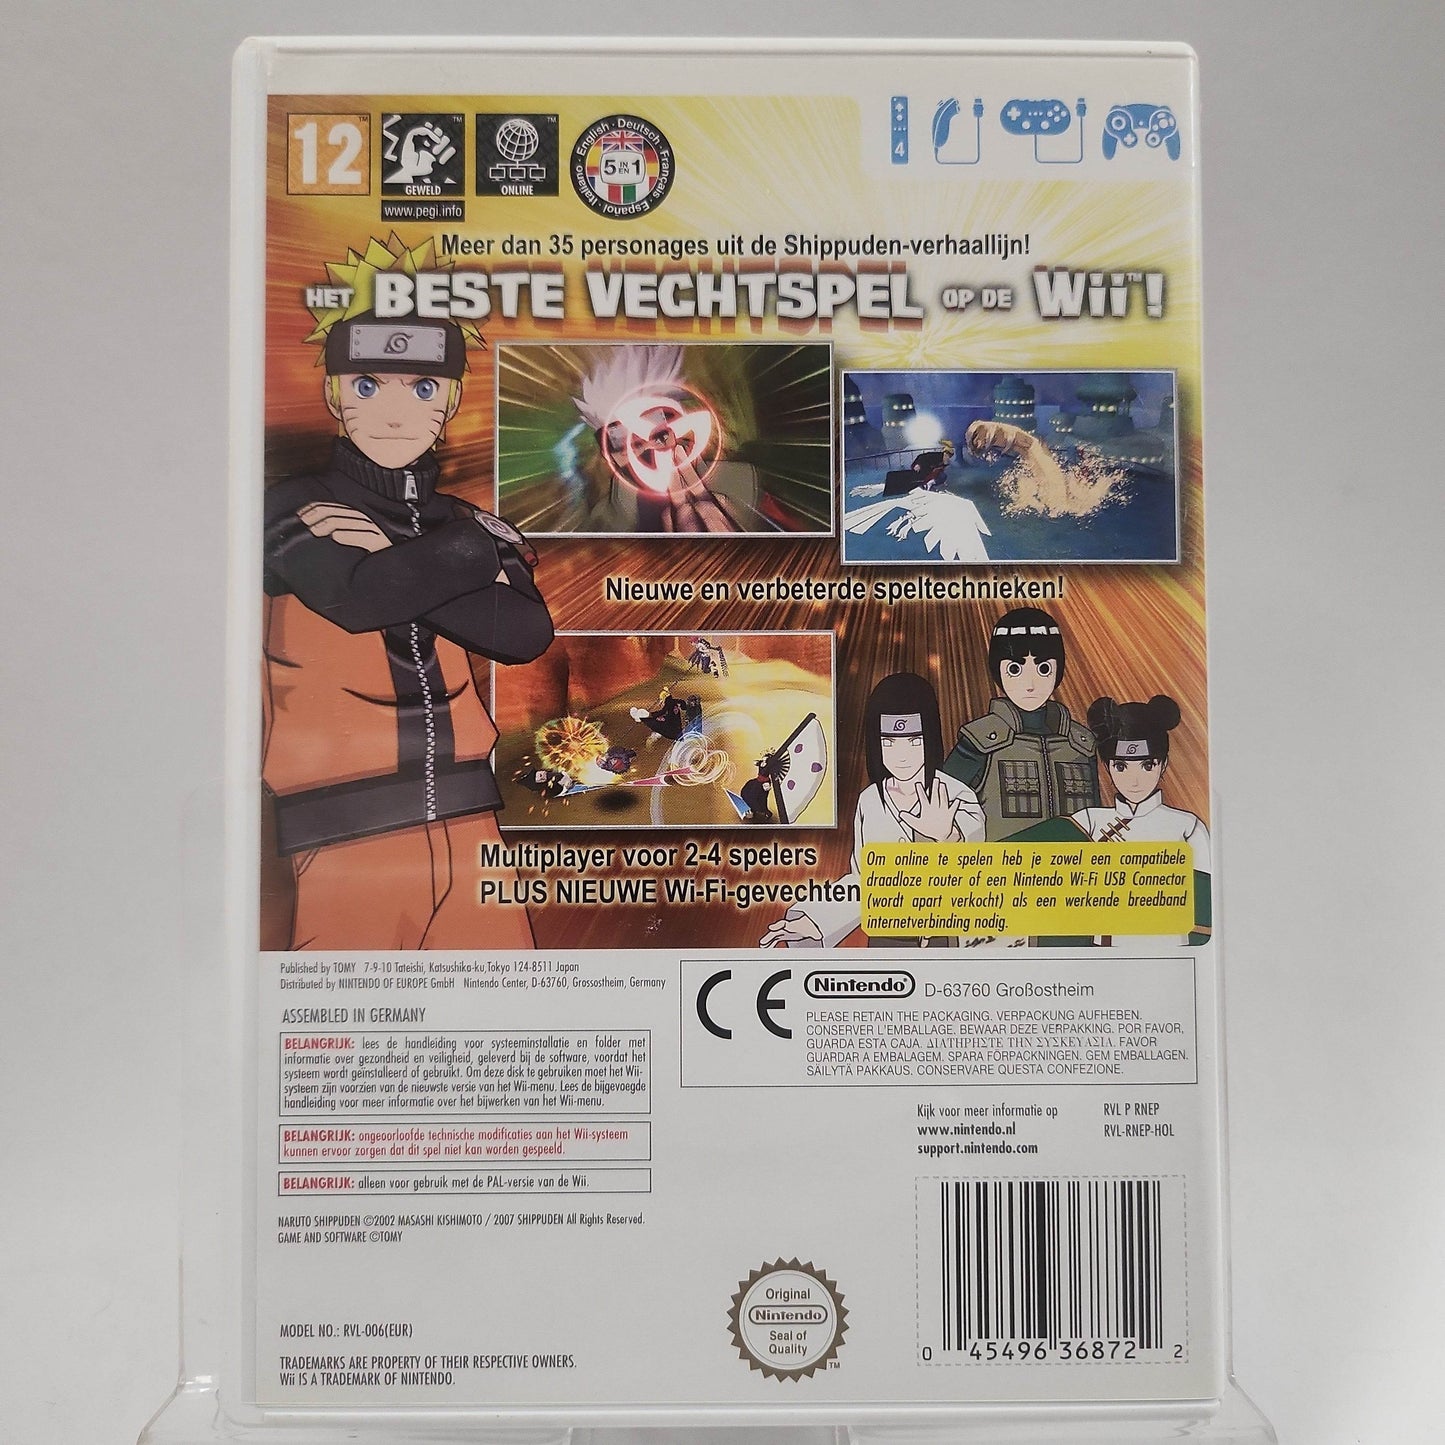 12™
™
GEWELD
www.pegi.info
™
ONLINE
English · Deutsch · Français · Español · Italiano
5 IN EN 1
4
Meer dan 35 personages uit de Shippuden-verhaallijn!
HET BESTE VECHTSPEL OP DE Wii™!
Nieuwe en verbeterde speltechnieken!
Multiplayer voor 2-4 spelers
PLUS NIEUWE Wi-Fi-gevechten
Om online te spelen heb je zowel een compatibele
draadloze router of een Nintendo Wi-Fi USB Connector
(wordt apart verkocht) als een werkende breedband
internetverbinding nodig.
Published by TOMY 7-9-10 Tateishi, Katsushika-ku,Tokyo 124-8511 Japan
Distributed by NINTENDO OF EUROPE GmbH Nintendo Center, D-63760, Grossostheim, Germany
ASSEMBLED IN GERMANY
BELANGRIJK: lees de handleiding voor systeeminstallatie en folder met
informatie over gezondheid en veiligheid, geleverd bij de software, voordat het
systeem wordt geïnstalleerd of gebruikt. Om deze disk te gebruiken moet het Wii-
systeem zijn voorzien van de nieuwste versie van het Wii-menu. Lees de bijgevoegde
handleiding voor meer informatie over het bijwerken van het Wii-menu.
BELANGRIJK: ongeoorloofde technische modificaties aan het Wii-systeem
kunnen ervoor zorgen dat dit spel niet kan worden gespeeld.
BELANGRIJK: alleen voor gebruik met de PAL-versie van de Wii.
NARUTO SHIPPUDEN ©2002 MASASHI KISHIMOTO / 2007 SHIPPUDEN All Rights Reserved.
GAME AND SOFTWARE ©TOMY
MODEL NO.: RVL-006(EUR)
TRADEMARKS ARE PROPERTY OF THEIR RESPECTIVE OWNERS.
Wii IS A TRADEMARK OF NINTENDO.
CE
Nintendo® D-63760 Großostheim
PLEASE RETAIN THE PACKAGING. VERPACKUNG AUFHEBEN.
CONSERVER L'EMBALLAGE. BEWAAR DEZE VERPAKKING. POR FAVOR,
GUARDA ESTA CAJA. ΔΙΑΤΗΡΗΣΤΕ ΤΗΝ ΣΥΣΚΕΥΑΣΙΑ. FAVOR
GUARDAR A EMBALAGEM. SPARA FÖRPACKNINGEN. GEM EMBALLAGEN.
SÄILYTÄ PAKKAUS. CONSERVARE QUESTA CONFEZIONE.
Kijk voor meer informatie op
www.nintendo.nl
support.nintendo.com
RVL P RNEP
RVL-RNEP-HOL
Original
Nintendo
Seal of
Quality
™
0 45496 36872 2